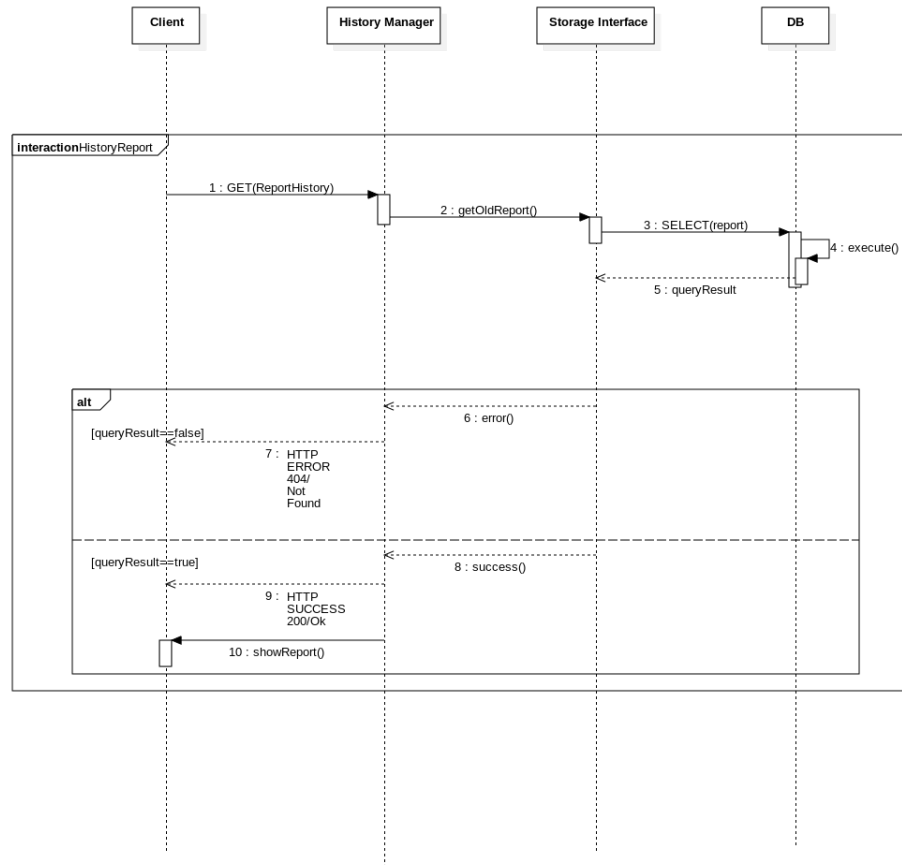 Client
History Manager
Storage Interface
DB
interactionHistoryReport
1 : GET(ReportHistory)
2 : getOldReport()
3 : SELECT(report)
4 : execute()
5 : queryResult
alt
6 : error()
[queryResult==false]
7 : HTTP
ERROR
404/
Not
Found
8 : success()
[queryResult==true]
9 : HTTP
SUCCESS
200/Ok
10 : showReport()